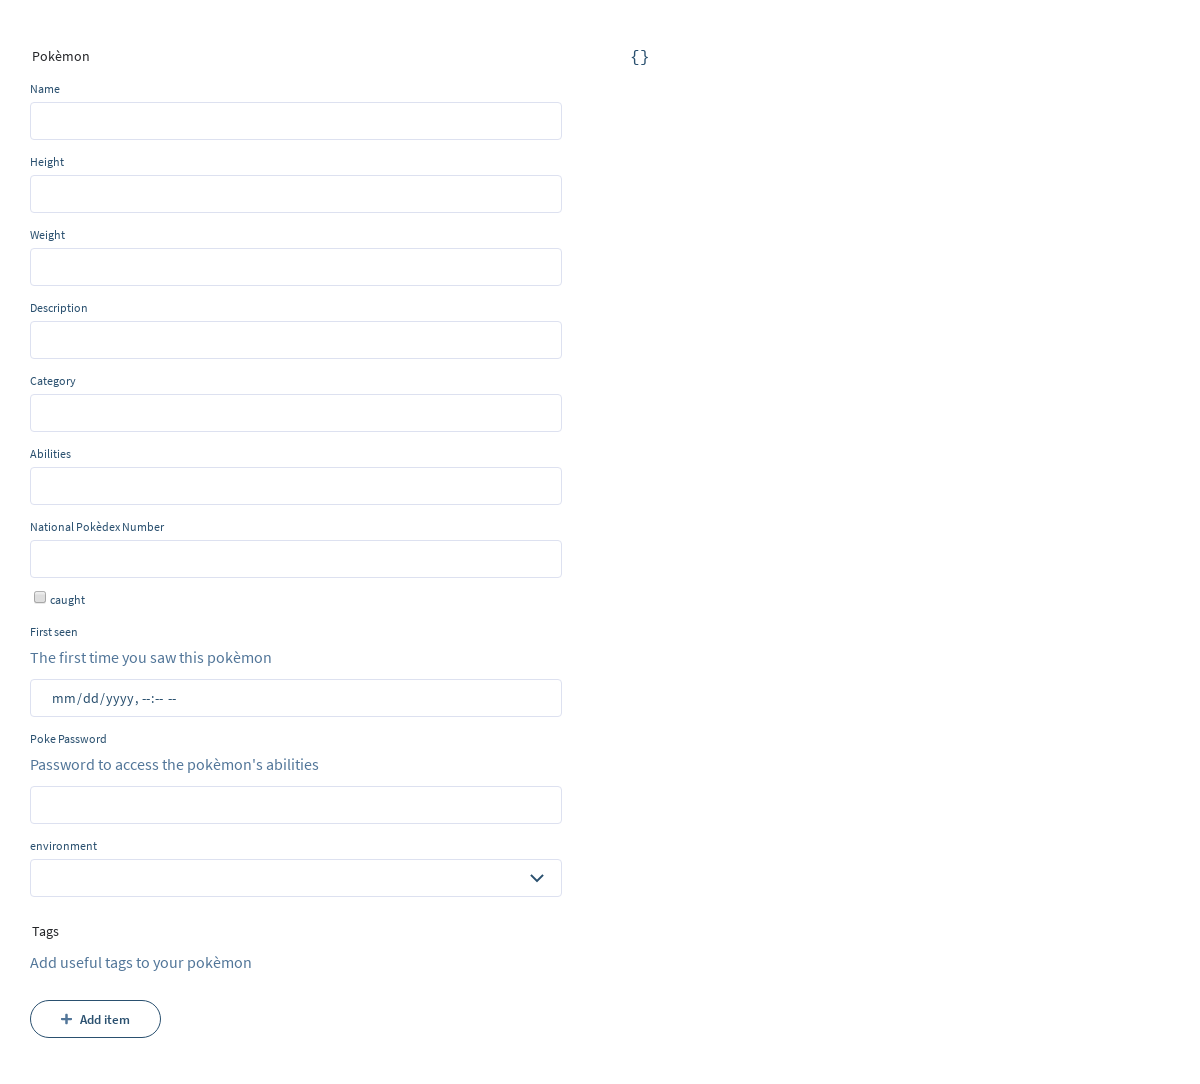 Pokèmon
{}
Name
Height
Weight
Description
Category
Abilities
National Pokèdex Number
caught
First seen
The first time you saw this pokèmon
mm/dd/yyyy, --:-- --
Poke Password
Password to access the pokèmon's abilities
environment
Tags
Add useful tags to your pokèmon
Add item